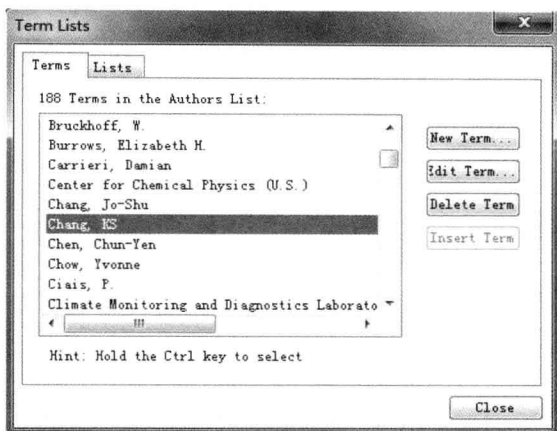 Term Lists
Terms
Lists
188 Terms in the Authors List:
Bruckhoff, W.
Burrows, Elizabeth M.
Carrieri, Damian
Center for Chemical Physics (U.S.)
Chang, Jo-Shu
Chang, KS
Chen, Chun-Yen
Chow, Yvonne
Ciais, P.
Climate Monitoring and Diagnostics Laborato
Hint: Hold the Ctrl key to select
New Term...
Edit Term...
Delete Term
Insert Term
Close